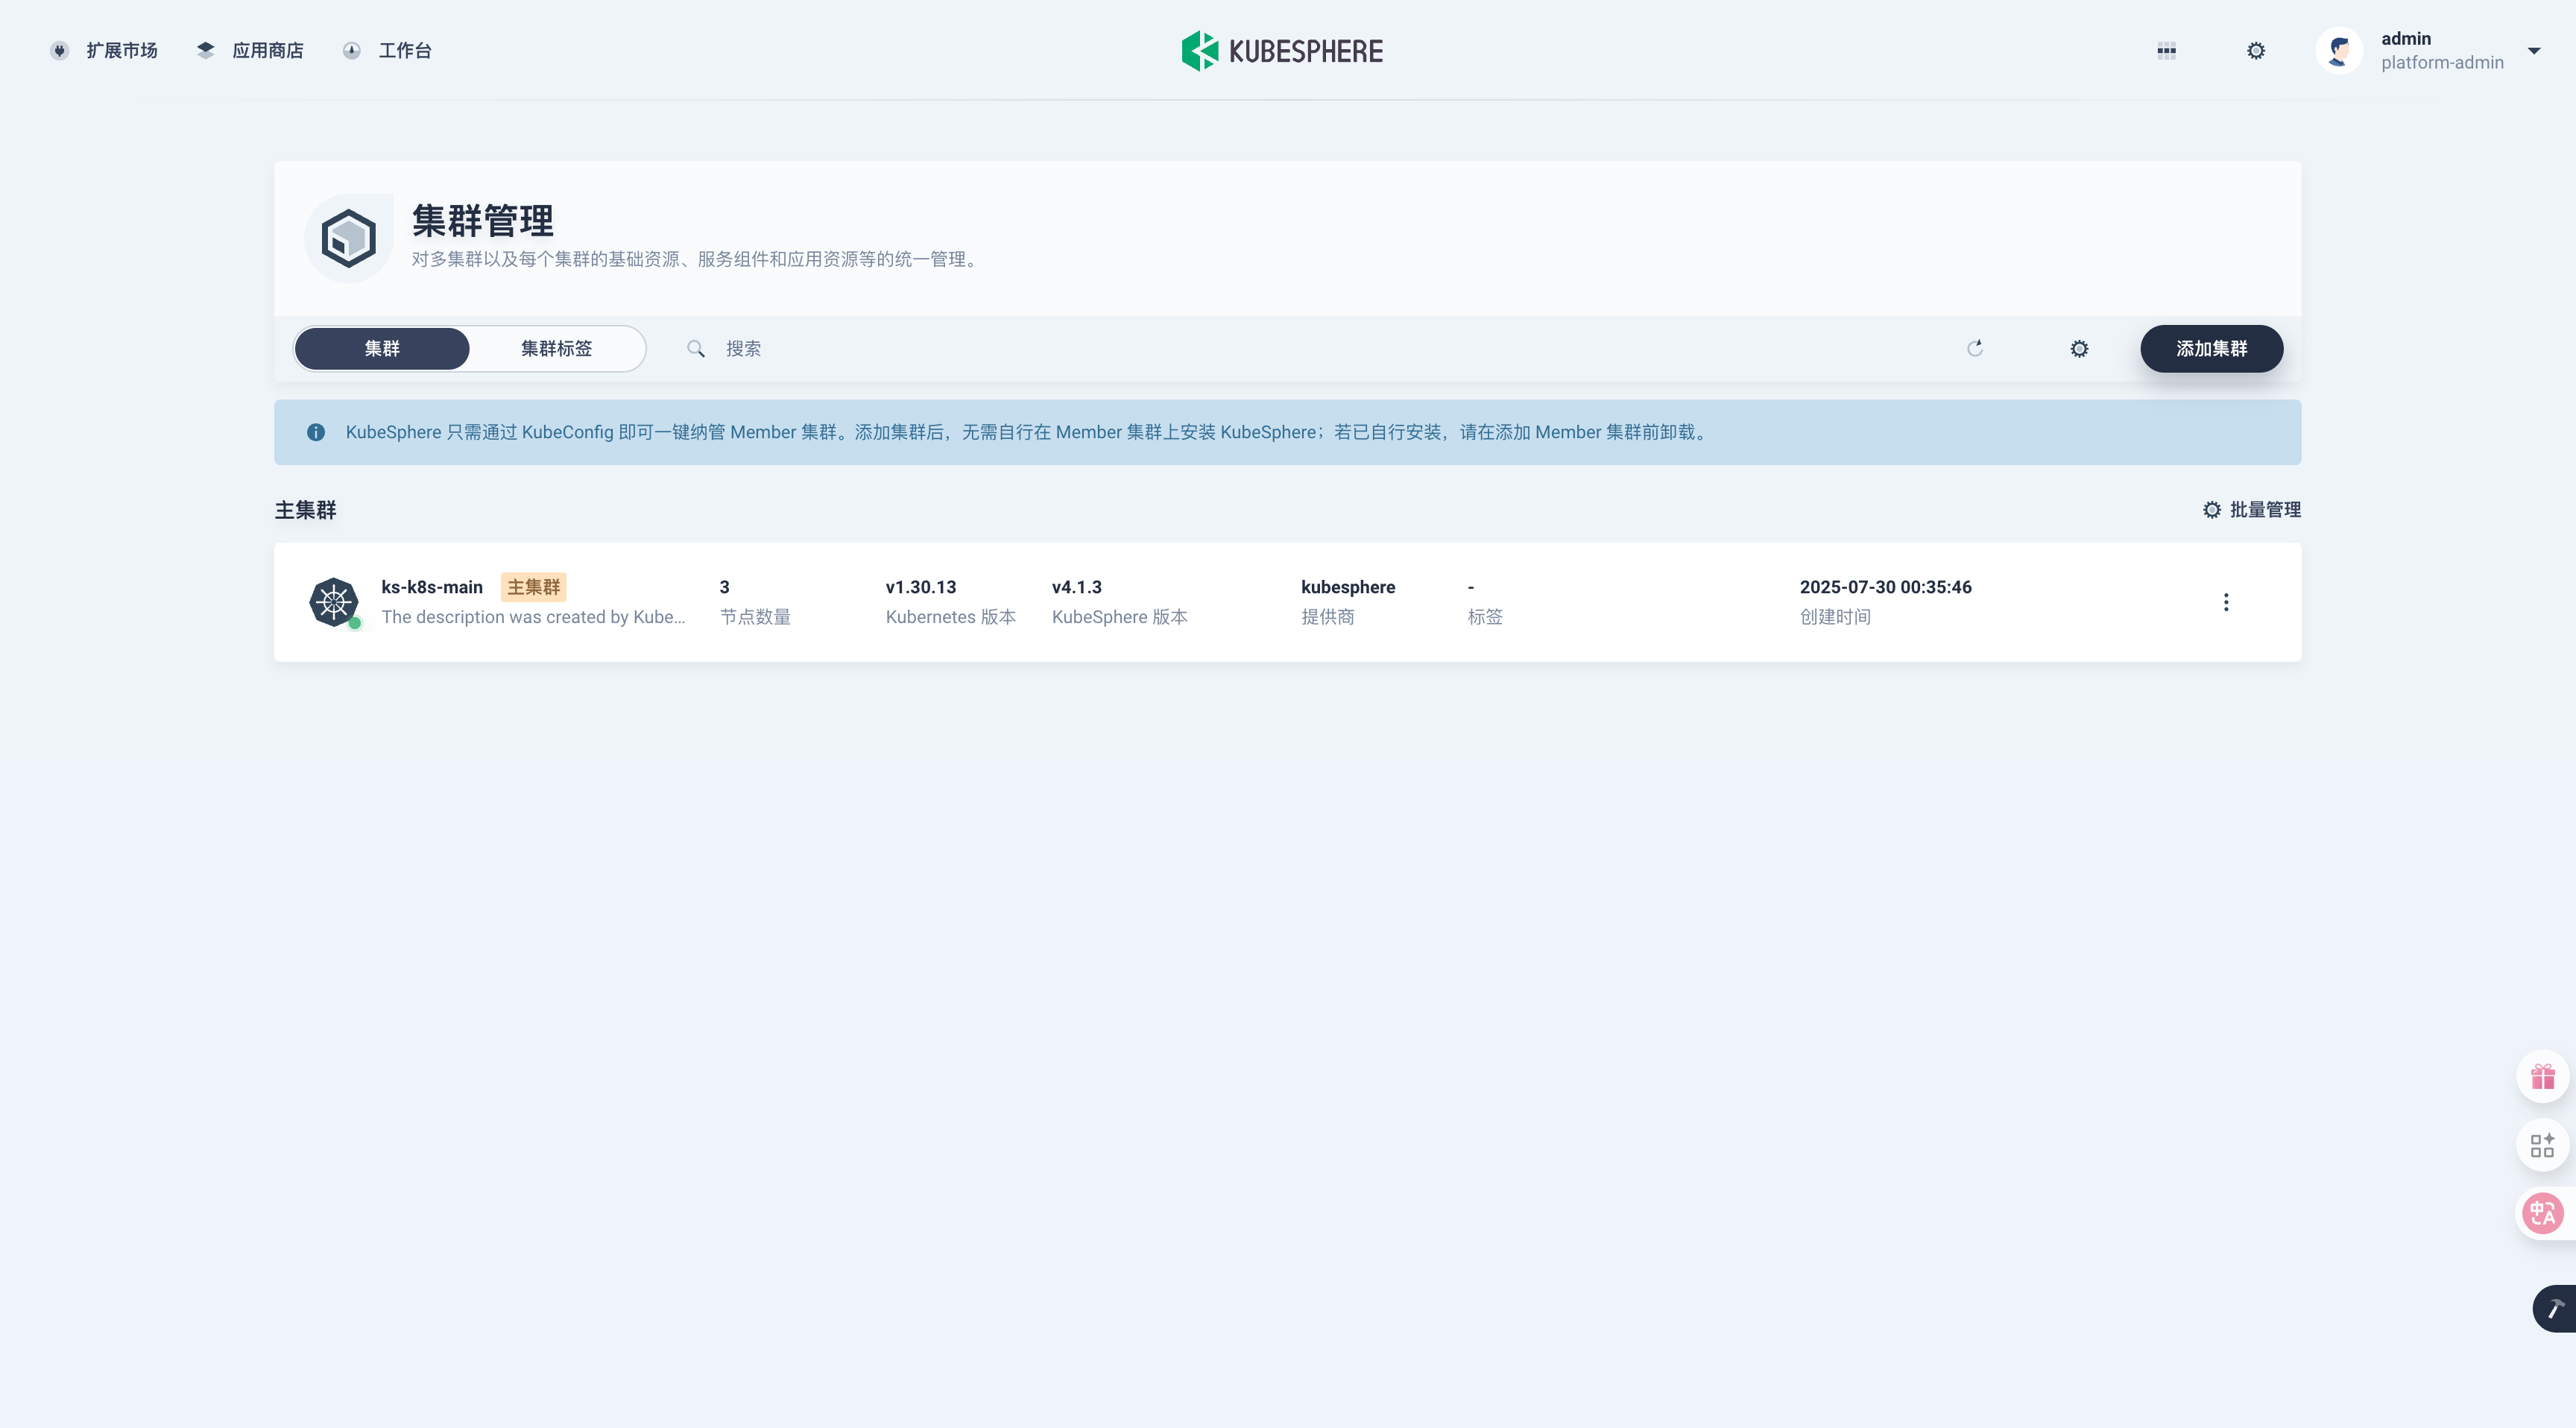 扩展市场
应用商店
工作台
KUBESPHERE
admin
platform-admin
集群管理
对多集群以及每个集群的基础资源、服务组件和应用资源等的统一管理。
集群
集群标签
搜索
添加集群
KubeSphere 只需通过 KubeConfig 即可一键纳管 Member 集群。添加集群后，无需自行在 Member 集群上安装 KubeSphere；若已自行安装，请在添加 Member 集群前卸载。
主集群
批量管理
ks-k8s-main 主集群
The description was created by Kube...
3
节点数量
v1.30.13
Kubernetes 版本
v4.1.3
KubeSphere 版本
kubesphere
提供商
-
标签
2025-07-30 00:35:46
创建时间
中A